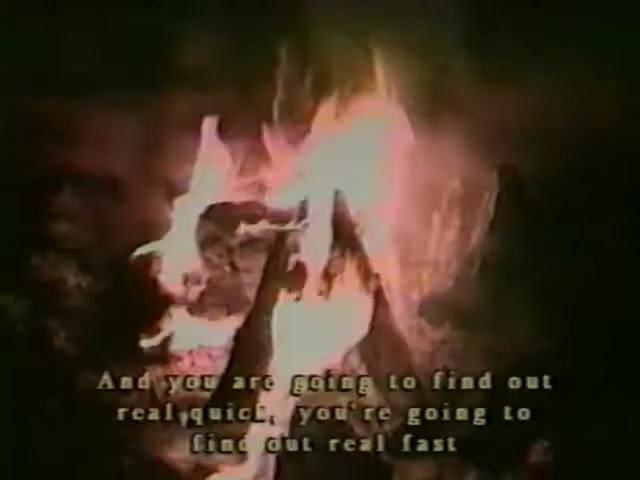 And you are going to find out
real quick, you're going to
find out real fast